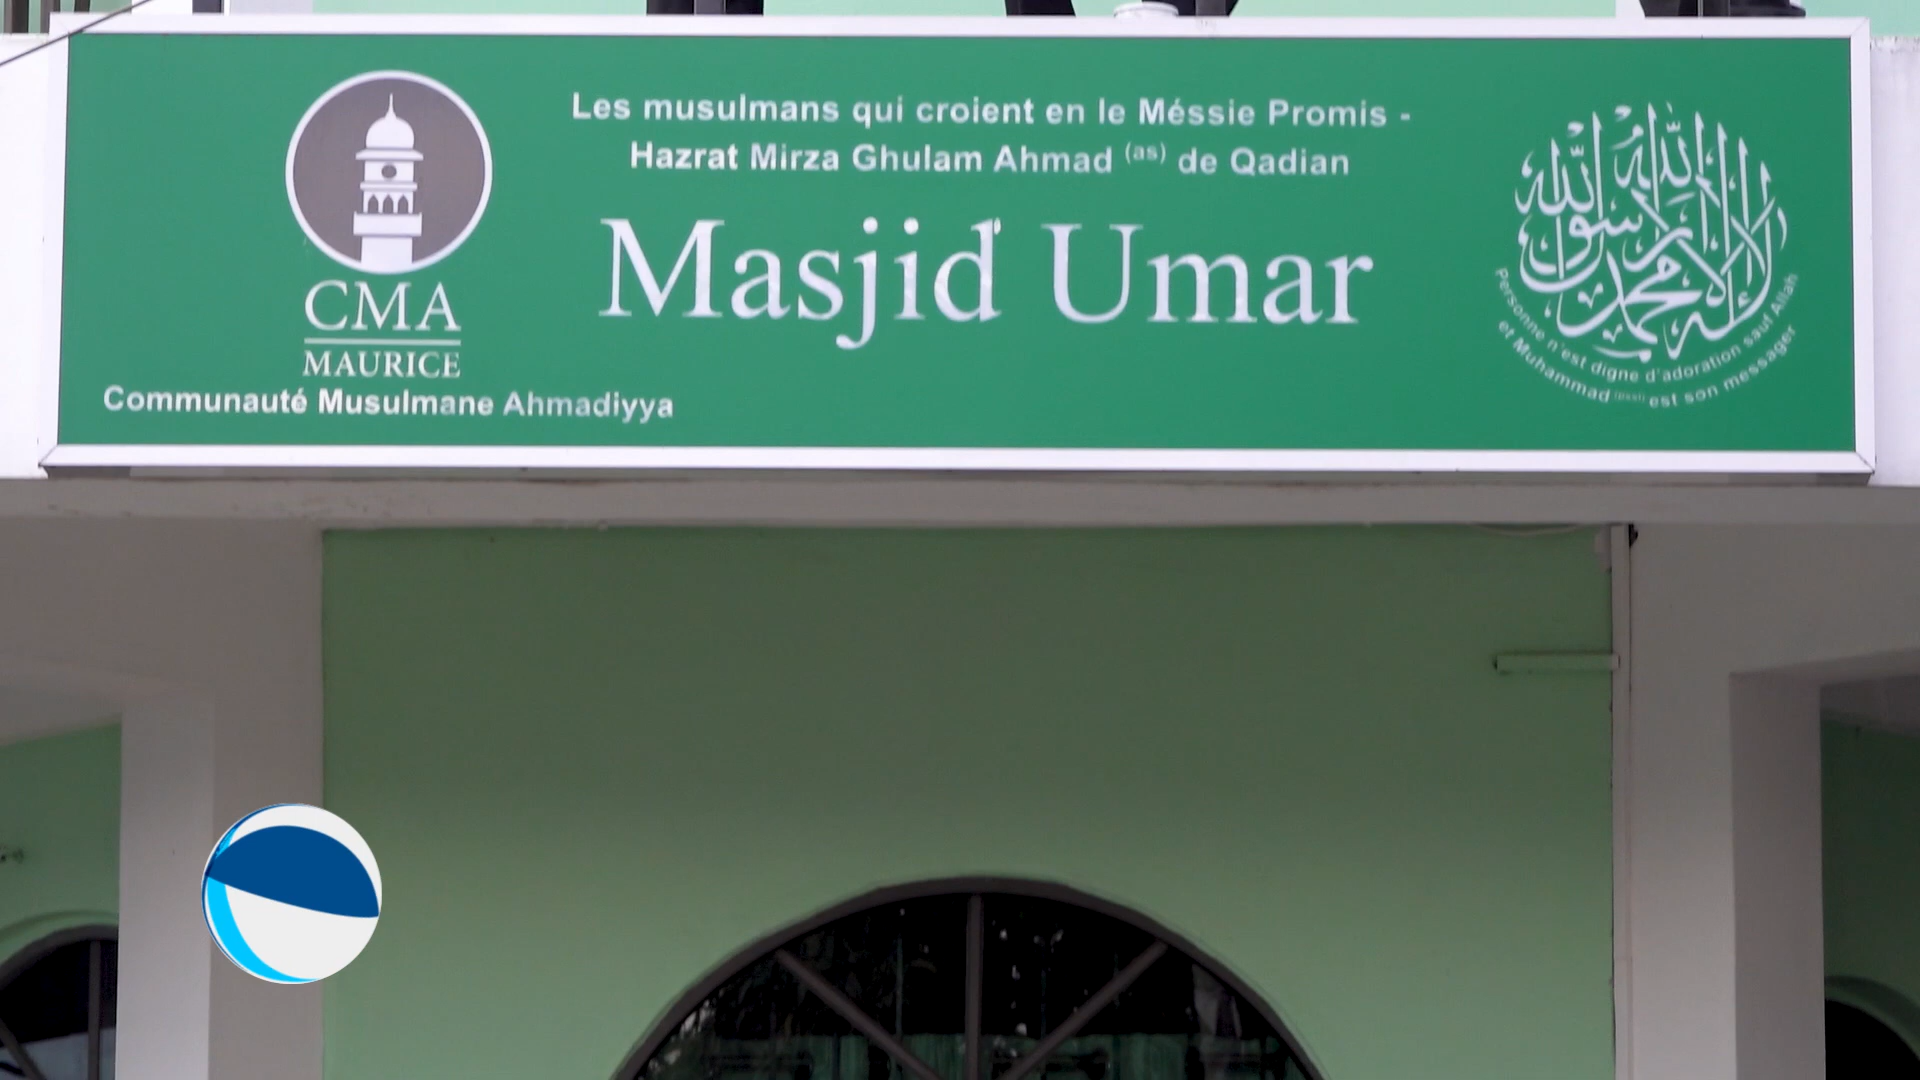 Les musulmans qui croient en le Méssie Promis -
Hazrat Mirza Ghulam Ahmad (as) de Qadian
Masjid Umar
CMA
MAURICE
Communauté Musulmane Ahmadiyya
لا إله إلا الله محمد رسول الله
Personne n'est digne d'adoration sauf Allah
et Muhammad est son messager